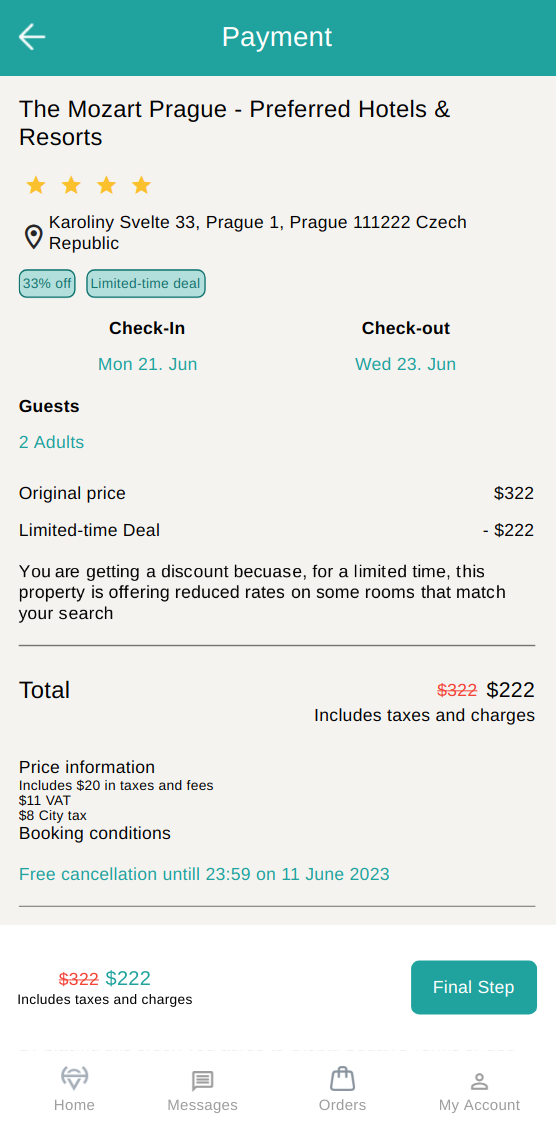 Payment
The Mozart Prague - Preferred Hotels &
Resorts
Karoliny Svelte 33, Prague 1, Prague 111222 Czech
Republic
33% off Limited-time deal
Check-In Check-out
Mon 21. Jun Wed 23. Jun
Guests
2 Adults
Original price $322
Limited-time Deal - $222
You are getting a discount becuase, for a limited time, this
property is offering reduced rates on some rooms that match
your search
Total $322 $222
Includes taxes and charges
Price information
Includes $20 in taxes and fees
$11 VAT
$8 City tax
Booking conditions
Free cancellation untill 23:59 on 11 June 2023
$322 $222
Includes taxes and charges
Final Step
Home Messages Orders My Account